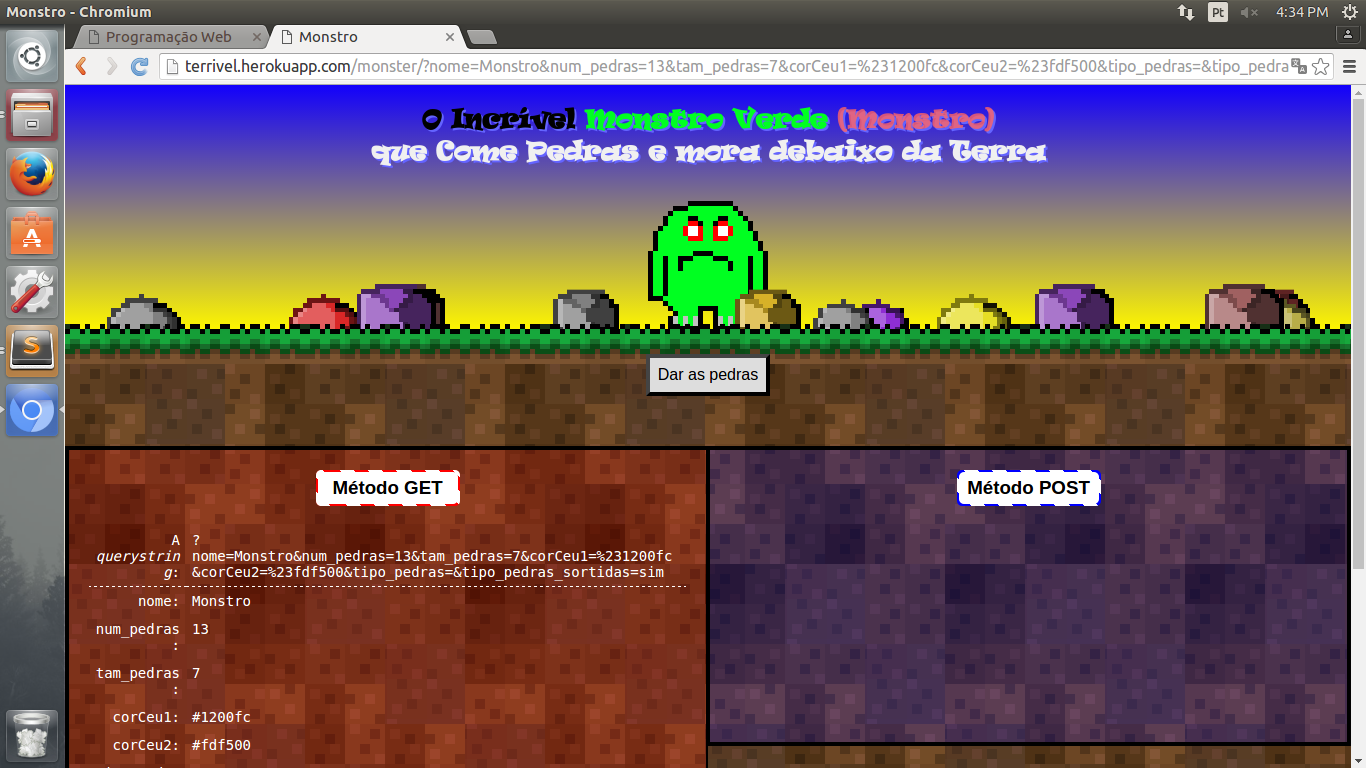 Monstro - Chromium
Pt
4:34 PM
Programação Web
Monstro
terrivel.herokuapp.com/monster/?nome=Monstro&num_pedras=13&tam_pedras=7&corCeu1=%231200fc&corCeu2=%23fdf500&tipo_pedras=&tipo_pedra
O Incrível Monstro Verde (Monstro)
que Come Pedras e mora debaixo da Terra
Dar as pedras
Método GET
A ?
querystrin nome=Monstro&num_pedras=13&tam_pedras=7&corCeu1=%231200fc
g: &corCeu2=%23fdf500&tipo_pedras=&tipo_pedras_sortidas=sim
nome: Monstro
num_pedras 13
:
tam_pedras 7
:
corCeu1: #1200fc
corCeu2: #fdf500
Método POST